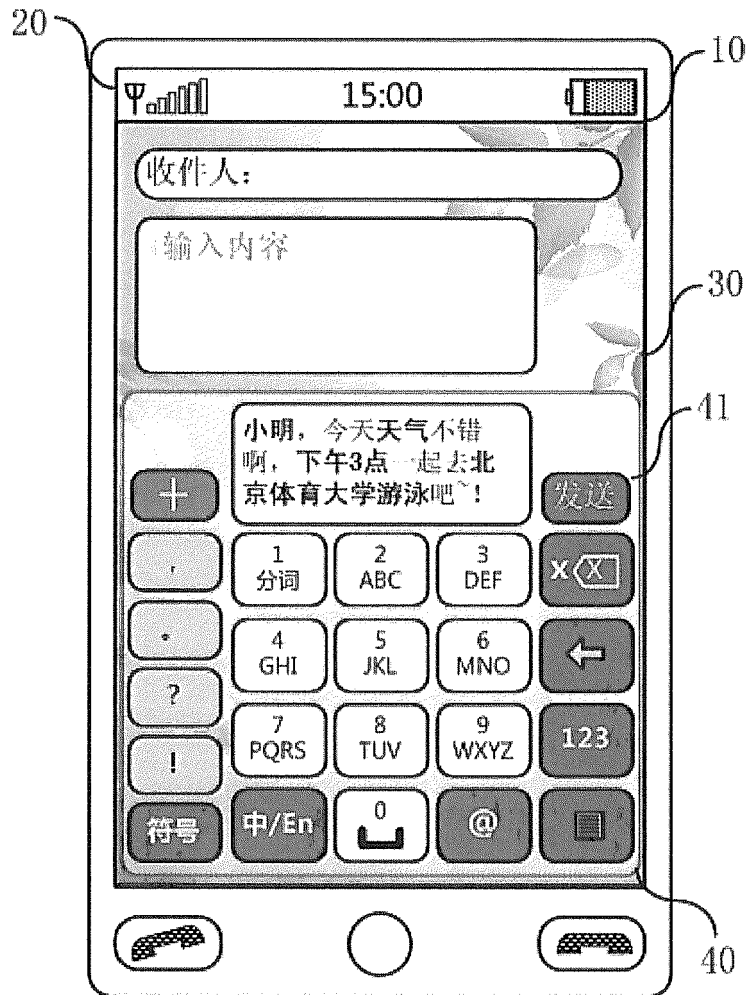 20
10
15:00
收件人：
输入内容
30
41
小明，今天天气不错
啊，下午3点一起去北
京体育大学游泳吧~！
+
发送
，
1
分词
2
ABC
3
DEF
X
。
4
GHI
5
JKL
6
MNO
?
7
PQRS
8
TUV
9
WXYZ
123
!
符号
中/En
0
@
40